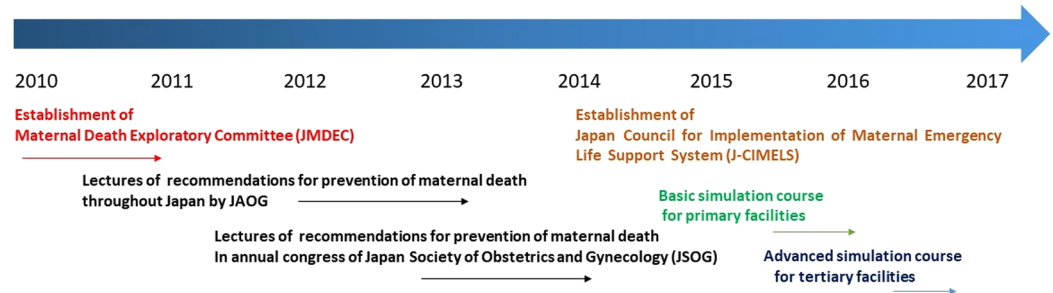 2010 2011 2012 2013 2014 2015 2016 2017
Establishment of
Maternal Death Exploratory Committee (JMDEC)
Establishment of
Japan Council for Implementation of Maternal Emergency
Life Support System (J-CIMELS)
Lectures of recommendations for prevention of maternal death
throughout Japan by JAOG
Basic simulation course
for primary facilities
Lectures of recommendations for prevention of maternal death
In annual congress of Japan Society of Obstetrics and Gynecology (JSOG)
Advanced simulation course
for tertiary facilities